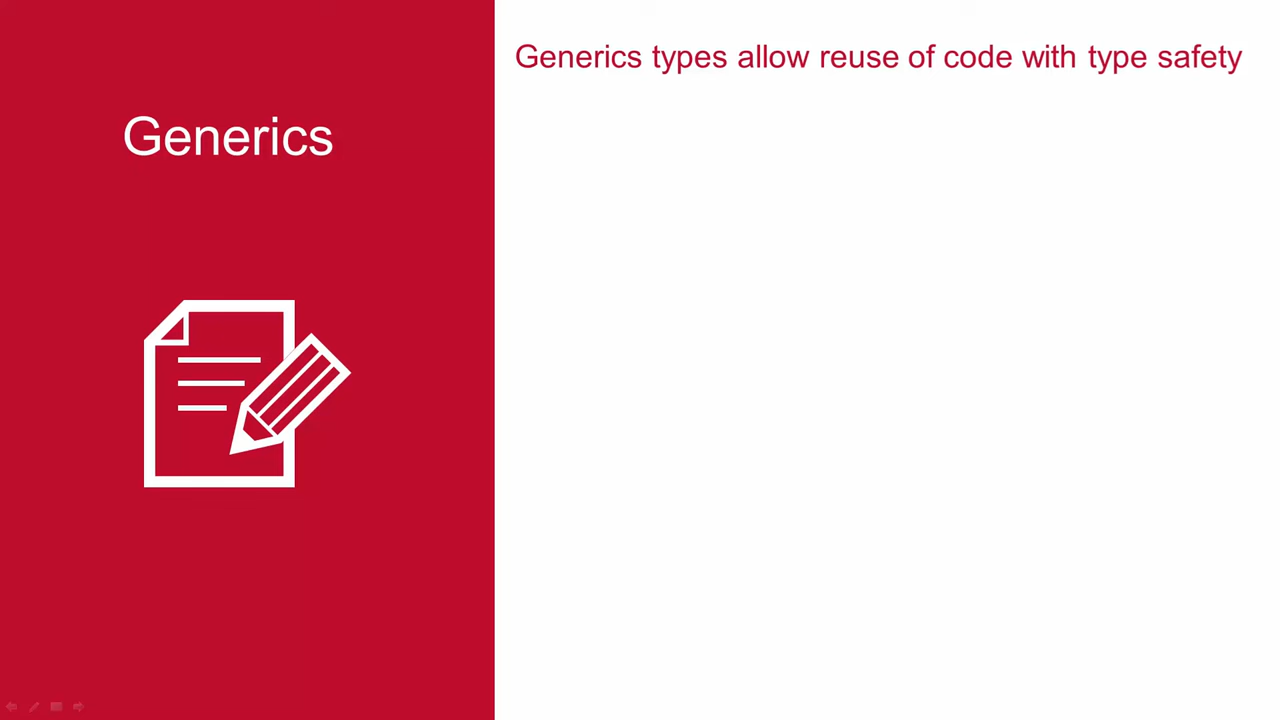 Generics
Generics types allow reuse of code with type safety